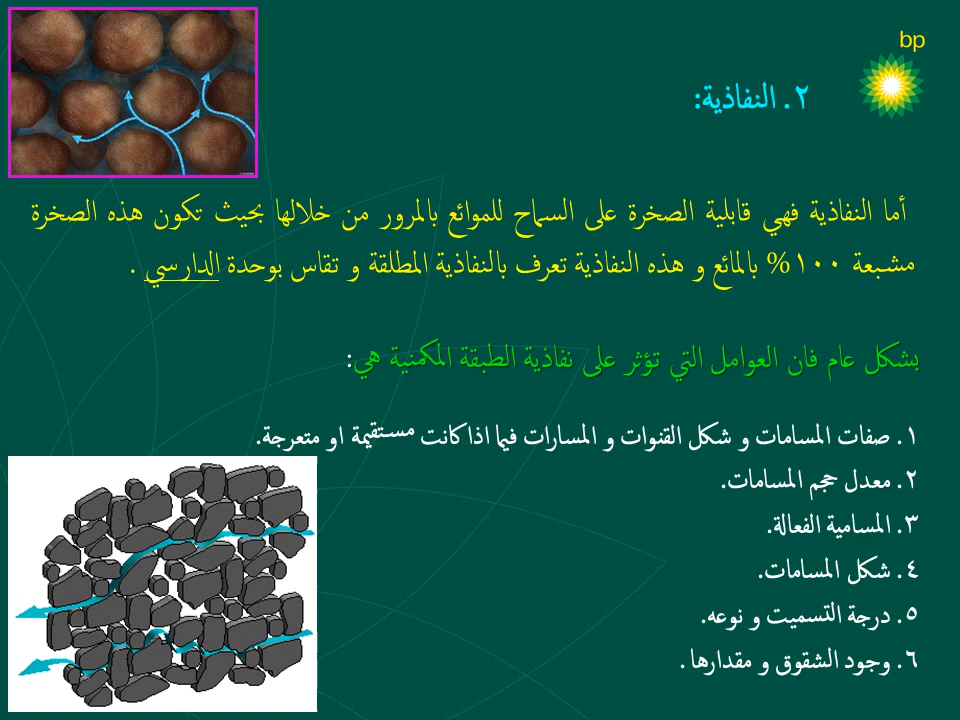 bp
٢. النفاذية:
أما النفاذية فهي قابلية الصخرة على السماح للموائع بالمرور من خلالها بحيث تكون هذه الصخرة
مشبعة ١٠٠% بالمائع و هذه النفاذية تعرف بالنفاذية المطلقة و تقاس بوحدة الدارسي .
بشكل عام فان العوامل التي تؤثر على نفاذية الطبقة المكمنية هي:
١. صفات المسامات و شكل القنوات و المسارات فيما اذا كانت مستقيمة او متعرجة.
٢. معدل حجم المسامات.
٣. المسامية الفعالة.
٤. شكل المسامات.
٥. درجة التسميت و نوعه.
٦. وجود الشقوق و مقدارها .